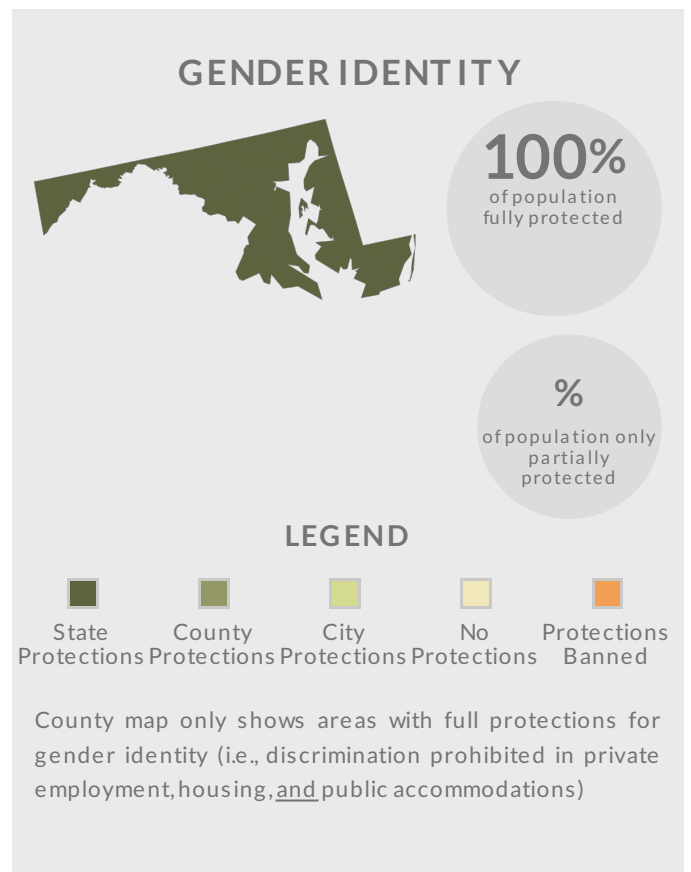 GENDER IDENTITY
100%
of population
fully protected
%
of population only
partially
protected
LEGEND
State
Protections
County
Protections
City
Protections
No
Protections
Protections
Banned
County map only shows areas with full protections for
gender identity (i.e., discrimination prohibited in private
employment, housing, and public accommodations)